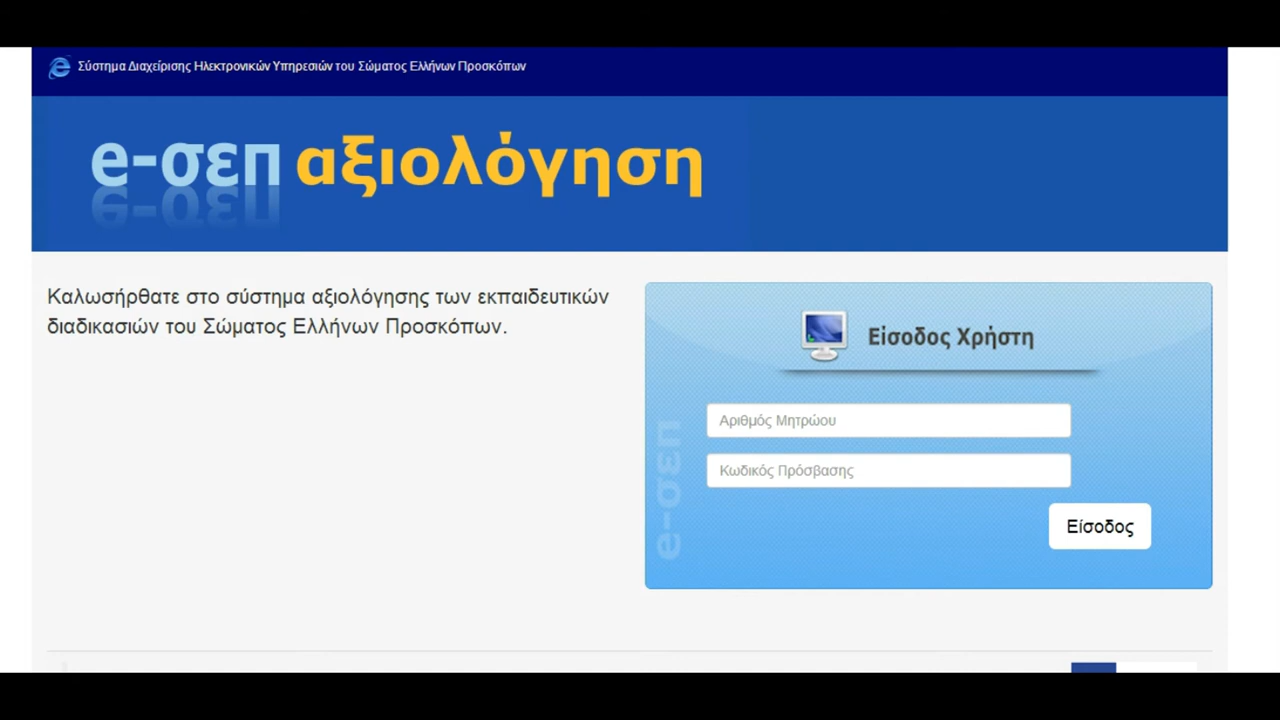 Σύστημα Διαχείρισης Ηλεκτρονικών Υπηρεσιών του Σώματος Ελλήνων Προσκόπων
e-σεπ αξιολόγηση
Καλωσήρθατε στο σύστημα αξιολόγησης των εκπαιδευτικών
διαδικασιών του Σώματος Ελλήνων Προσκόπων.
Είσοδος Χρήστη
Αριθμός Μητρώου
Κωδικός Πρόσβασης
Είσοδος
e-σεπ